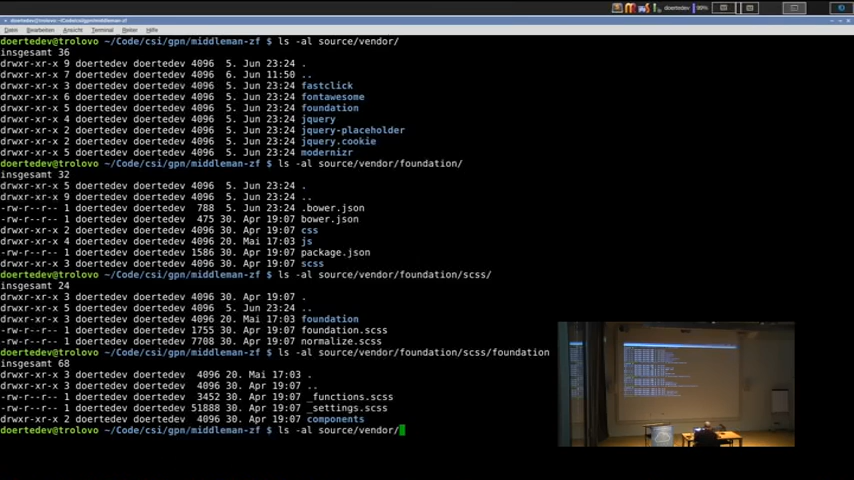 doertedev 99%
doertedev@trolovo: ~/Code/csi/gpn/middleman-zf
Datei Bearbeiten Ansicht Terminal Reiter Hilfe
doertedev@trolovo ~/Code/csi/gpn/middleman-zf $ ls -al source/vendor/
insgesamt 36
drwxr-xr-x 9 doertedev doertedev 4096 5. Jun 23:24 .
drwxr-xr-x 7 doertedev doertedev 4096 6. Jun 11:50 ..
drwxr-xr-x 3 doertedev doertedev 4096 5. Jun 23:24 fastclick
drwxr-xr-x 6 doertedev doertedev 4096 5. Jun 23:24 fontawesome
drwxr-xr-x 5 doertedev doertedev 4096 5. Jun 23:24 foundation
drwxr-xr-x 4 doertedev doertedev 4096 5. Jun 23:24 jquery
drwxr-xr-x 2 doertedev doertedev 4096 5. Jun 23:24 jquery-placeholder
drwxr-xr-x 2 doertedev doertedev 4096 5. Jun 23:24 jquery.cookie
drwxr-xr-x 5 doertedev doertedev 4096 5. Jun 23:24 modernizr
doertedev@trolovo ~/Code/csi/gpn/middleman-zf $ ls -al source/vendor/foundation/
insgesamt 32
drwxr-xr-x 5 doertedev doertedev 4096 5. Jun 23:24 .
drwxr-xr-x 9 doertedev doertedev 4096 5. Jun 23:24 ..
-rw-r--r-- 1 doertedev doertedev 788 5. Jun 23:24 .bower.json
-rw-r--r-- 1 doertedev doertedev 475 30. Apr 19:07 bower.json
drwxr-xr-x 2 doertedev doertedev 4096 30. Apr 19:07 css
drwxr-xr-x 4 doertedev doertedev 4096 20. Mai 17:03 js
-rw-r--r-- 1 doertedev doertedev 1586 30. Apr 19:07 package.json
drwxr-xr-x 3 doertedev doertedev 4096 30. Apr 19:07 scss
doertedev@trolovo ~/Code/csi/gpn/middleman-zf $ ls -al source/vendor/foundation/scss/
insgesamt 24
drwxr-xr-x 3 doertedev doertedev 4096 30. Apr 19:07 .
drwxr-xr-x 5 doertedev doertedev 4096 5. Jun 23:24 ..
drwxr-xr-x 3 doertedev doertedev 4096 20. Mai 17:03 foundation
-rw-r--r-- 1 doertedev doertedev 1755 30. Apr 19:07 foundation.scss
-rw-r--r-- 1 doertedev doertedev 7708 30. Apr 19:07 normalize.scss
doertedev@trolovo ~/Code/csi/gpn/middleman-zf $ ls -al source/vendor/foundation/scss/foundation
insgesamt 68
drwxr-xr-x 3 doertedev doertedev 4096 20. Mai 17:03 .
drwxr-xr-x 3 doertedev doertedev 4096 30. Apr 19:07 ..
-rw-r--r-- 1 doertedev doertedev 3452 30. Apr 19:07 _functions.scss
-rw-r--r-- 1 doertedev doertedev 51888 30. Apr 19:07 _settings.scss
drwxr-xr-x 2 doertedev doertedev 4096 30. Apr 19:07 components
doertedev@trolovo ~/Code/csi/gpn/middleman-zf $ ls -al source/vendor/